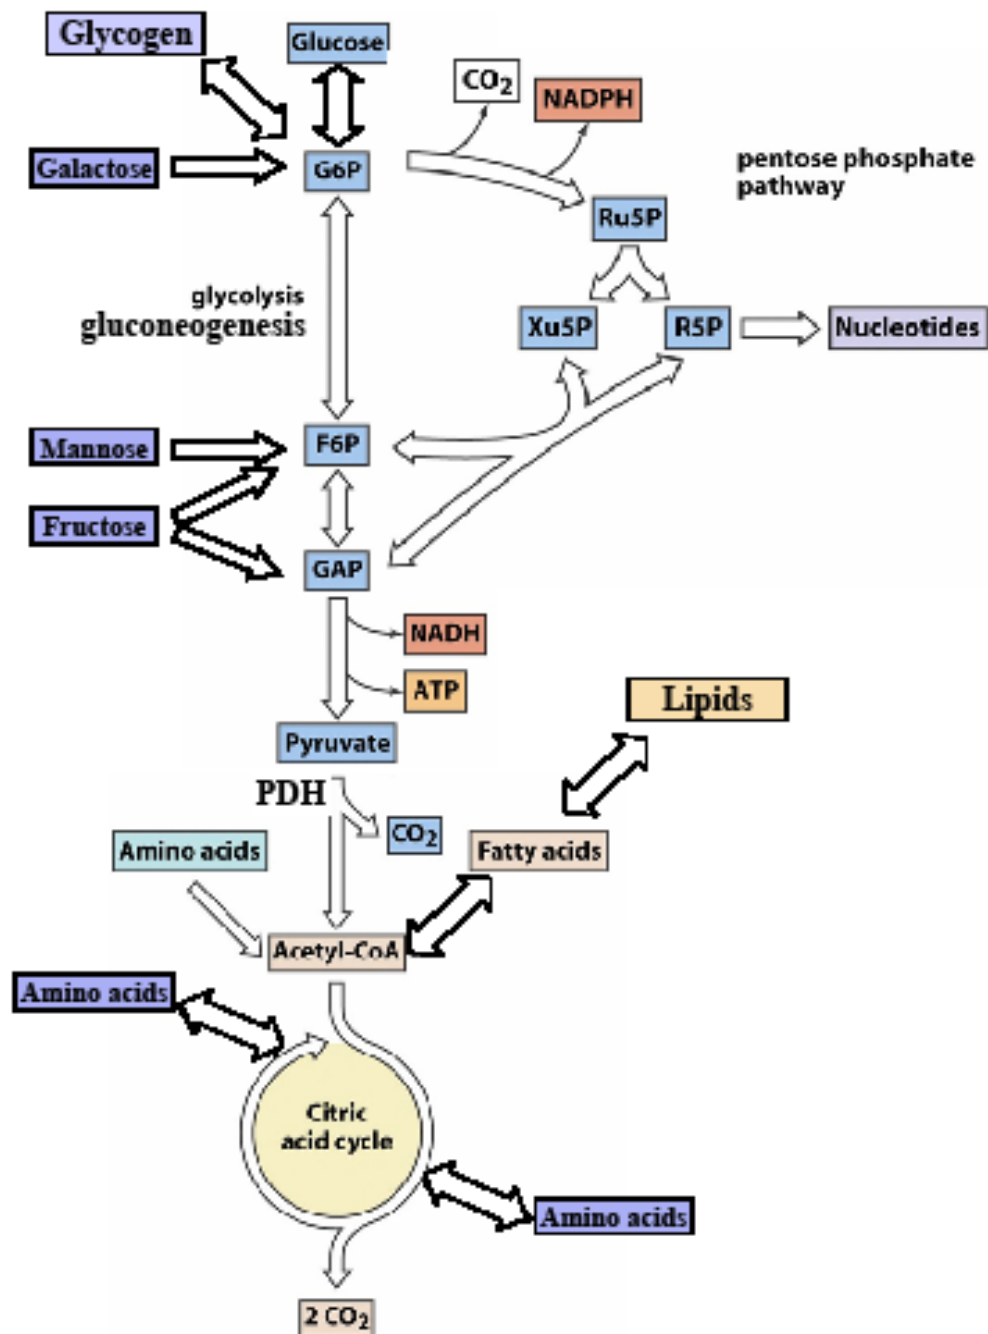 Glycogen
Glucose
CO₂
NADPH
Galactose
G6P
pentose phosphate
pathway
Ru5P
glycolysis
gluconeogenesis
Xu5P
R5P
Nucleotides
Mannose
F6P
Fructose
GAP
NADH
ATP
Lipids
Pyruvate
PDH
CO₂
Amino acids
Fatty acids
Acetyl-CoA
Amino acids
Citric
acid cycle
Amino acids
2 CO₂